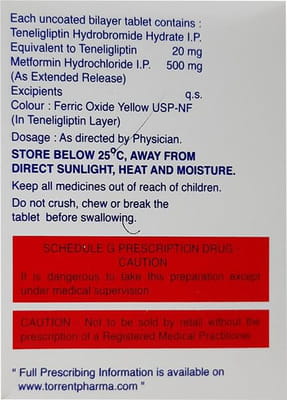 Each uncoated bilayer tablet contains :
Teneligliptin Hydrobromide Hydrate I.P.
Equivalent to Teneligliptin 20 mg
Metformin Hydrochloride I.P. 500 mg
(As Extended Release)
Excipients q.s.
Colour : Ferric Oxide Yellow USP-NF
(In Teneligliptin Layer)
Dosage : As directed by Physician.
STORE BELOW 25°C, AWAY FROM
DIRECT SUNLIGHT, HEAT AND MOISTURE.
Keep all medicines out of reach of children.
Do not crush, chew or break the
tablet before swallowing.
SCHEDULE G PRESCRIPTION DRUG -
CAUTION
It is dangerous to take this preparation except
under medical supervision
CAUTION : Not to be sold by retail without the
prescription of a Registered Medical Practitioner.
" Full Prescribing Information is available on
www.torrentpharma.com "